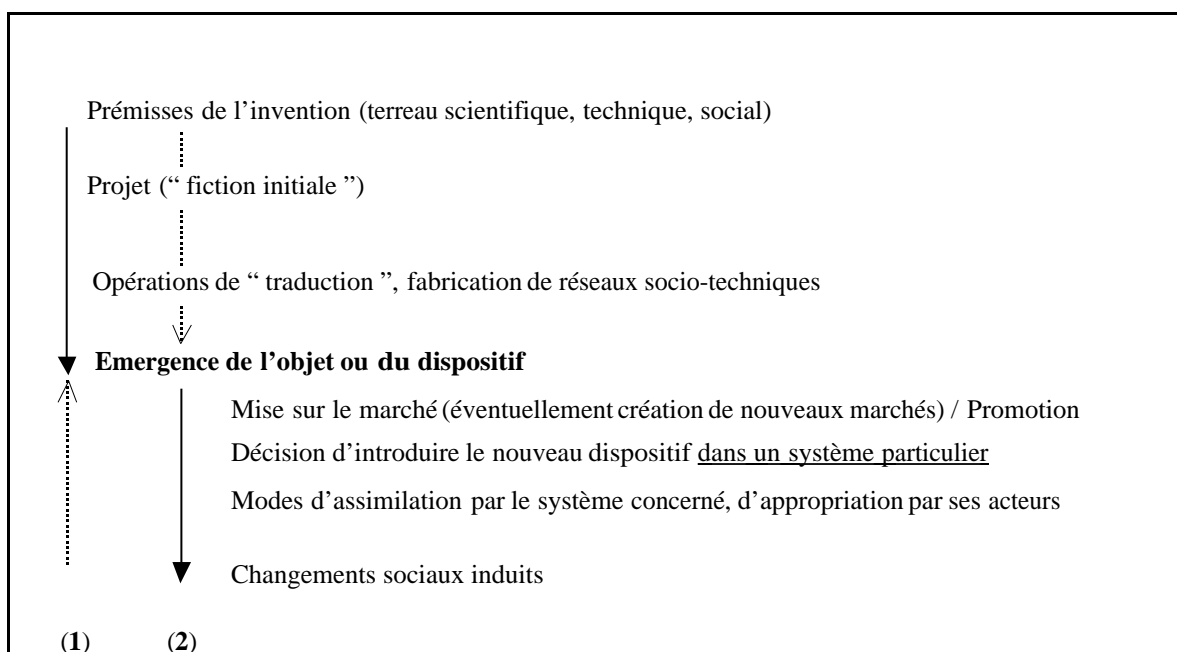 Prémisses de l’invention (terreau scientifique, technique, social)
Projet (“ fiction initiale ”)
Opérations de “ traduction ”, fabrication de réseaux socio-techniques
Emergence de l’objet ou du dispositif
Mise sur le marché (éventuellement création de nouveaux marchés) / Promotion
Décision d’introduire le nouveau dispositif dans un système particulier
Modes d’assimilation par le système concerné, d’appropriation par ses acteurs
Changements sociaux induits
(1) (2)